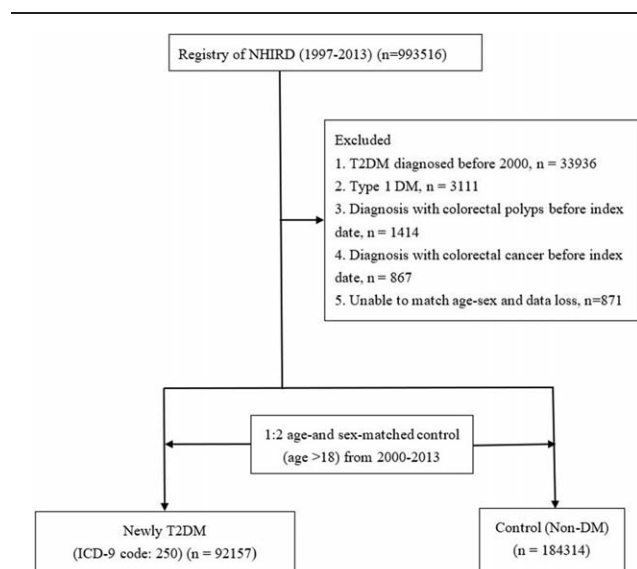 Registry of NHIRD (1997-2013) (n=993516)
Excluded
1. T2DM diagnosed before 2000, n = 33936
2. Type 1 DM, n = 3111
3. Diagnosis with colorectal polyps before index
date, n = 1414
4. Diagnosis with colorectal cancer before index
date, n = 867
5. Unable to match age-sex and data loss, n=871
1:2 age-and sex-matched control
(age >18) from 2000-2013
Newly T2DM
(ICD-9 code: 250) (n = 92157)
Control (Non-DM)
(n = 184314)